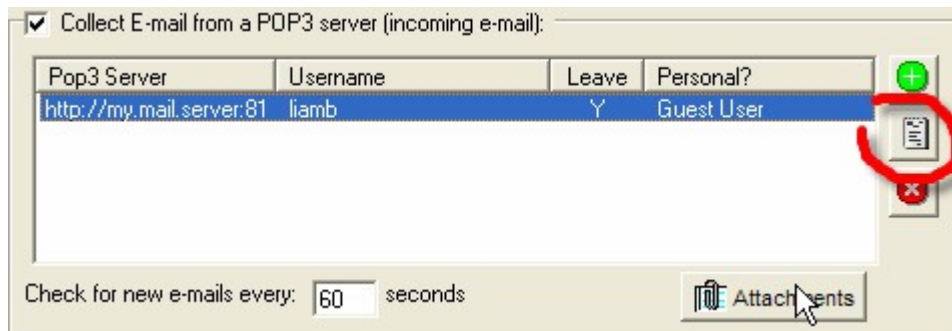 Collect E-mail from a POP3 server (incoming e-mail):
Pop3 Server Username Leave Personal?
http://my.mail.server:81 liamb Y Guest User
Check for new e-mails every: 60 seconds
Attachments